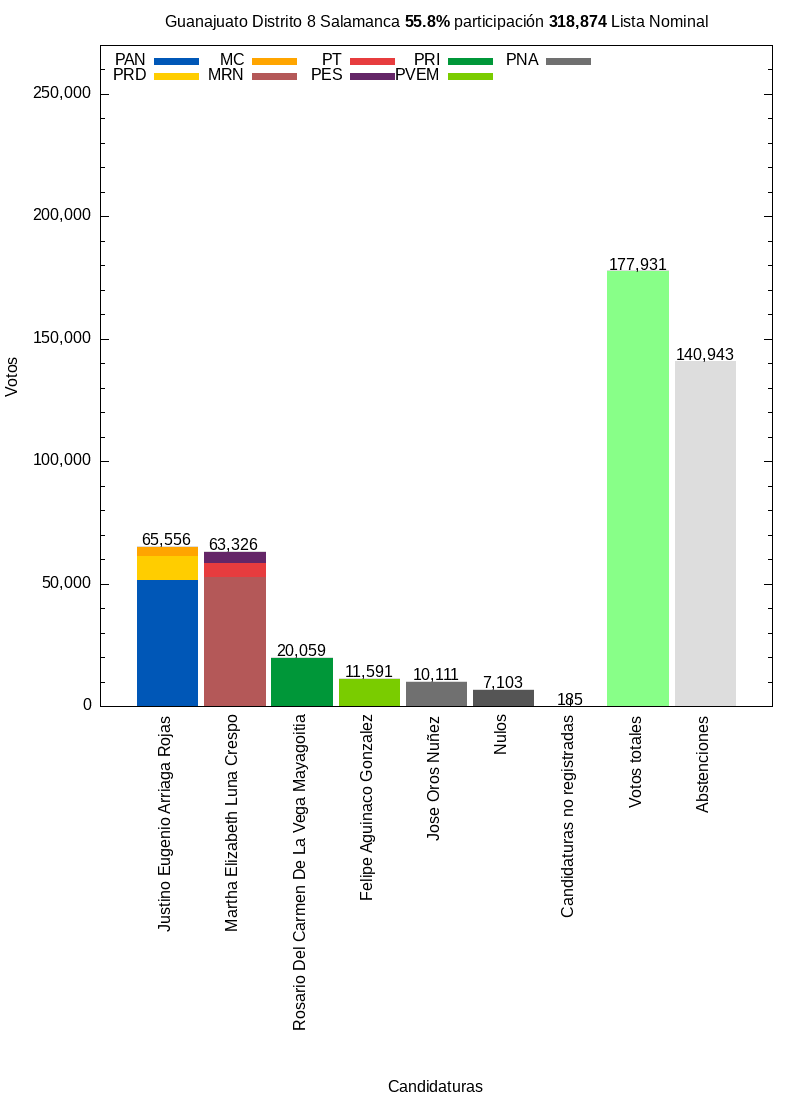 Guanajuato Distrito 8 Salamanca 55.8% participación 318,874 Lista Nominal
PAN MC PT PRI PNA
PRD MRN PES PVEM
250,000
200,000
150,000
100,000
50,000
0
Votos
65,556
63,326
20,059
11,591
10,111
7,103
185
177,931
140,943
Justino Eugenio Arriaga Rojas
Martha Elizabeth Luna Crespo
Rosario Del Carmen De La Vega Mayagoitia
Felipe Aguinaco Gonzalez
Jose Oros Nuñez
Nulos
Candidaturas no registradas
Votos totales
Abstenciones
Candidaturas